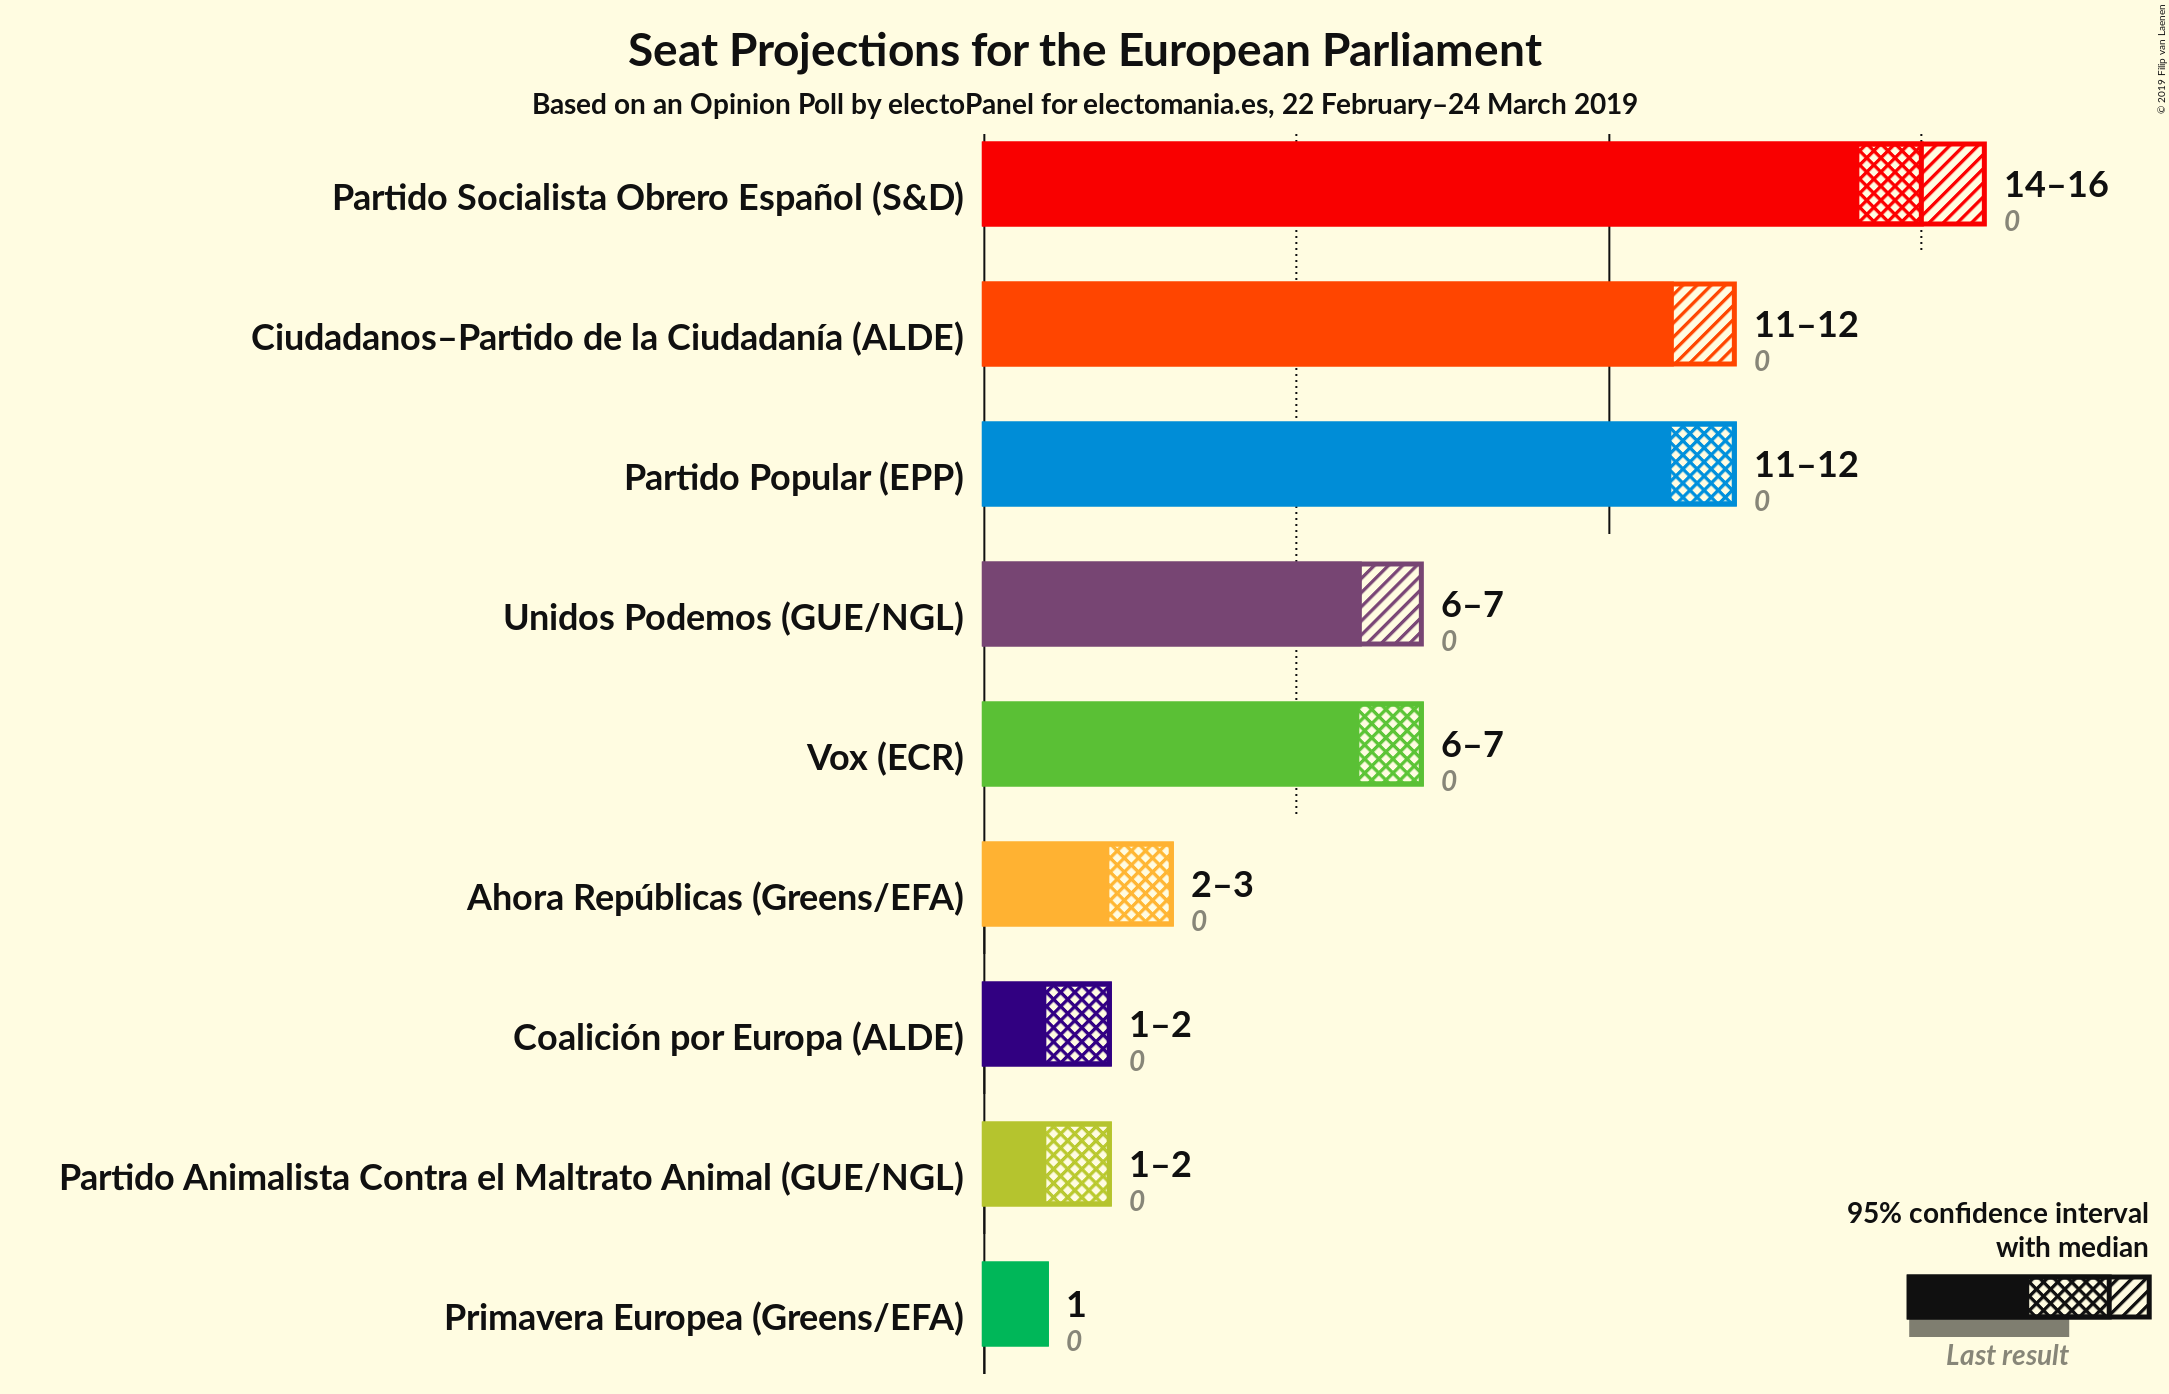 Seat Projections for the European Parliament
Based on an Opinion Poll by electoPanel for electomania.es, 22 February–24 March 2019
© 2019 Filip van Laenen
Partido Socialista Obrero Español (S&D)
14–16
0
Ciudadanos–Partido de la Ciudadanía (ALDE)
11–12
0
Partido Popular (EPP)
11–12
0
Unidos Podemos (GUE/NGL)
6–7
0
Vox (ECR)
6–7
0
Ahora Repúblicas (Greens/EFA)
2–3
0
Coalición por Europa (ALDE)
1–2
0
Partido Animalista Contra el Maltrato Animal (GUE/NGL)
1–2
0
Primavera Europea (Greens/EFA)
1
0
95% confidence interval
with median
Last result